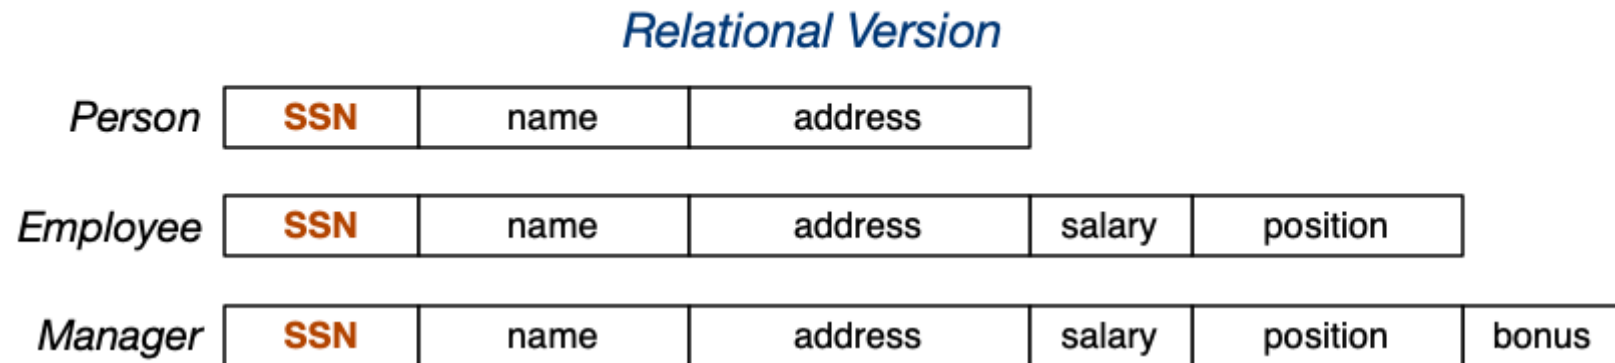 Relational Version
Person SSN name address
Employee SSN name address salary position
Manager SSN name address salary position bonus